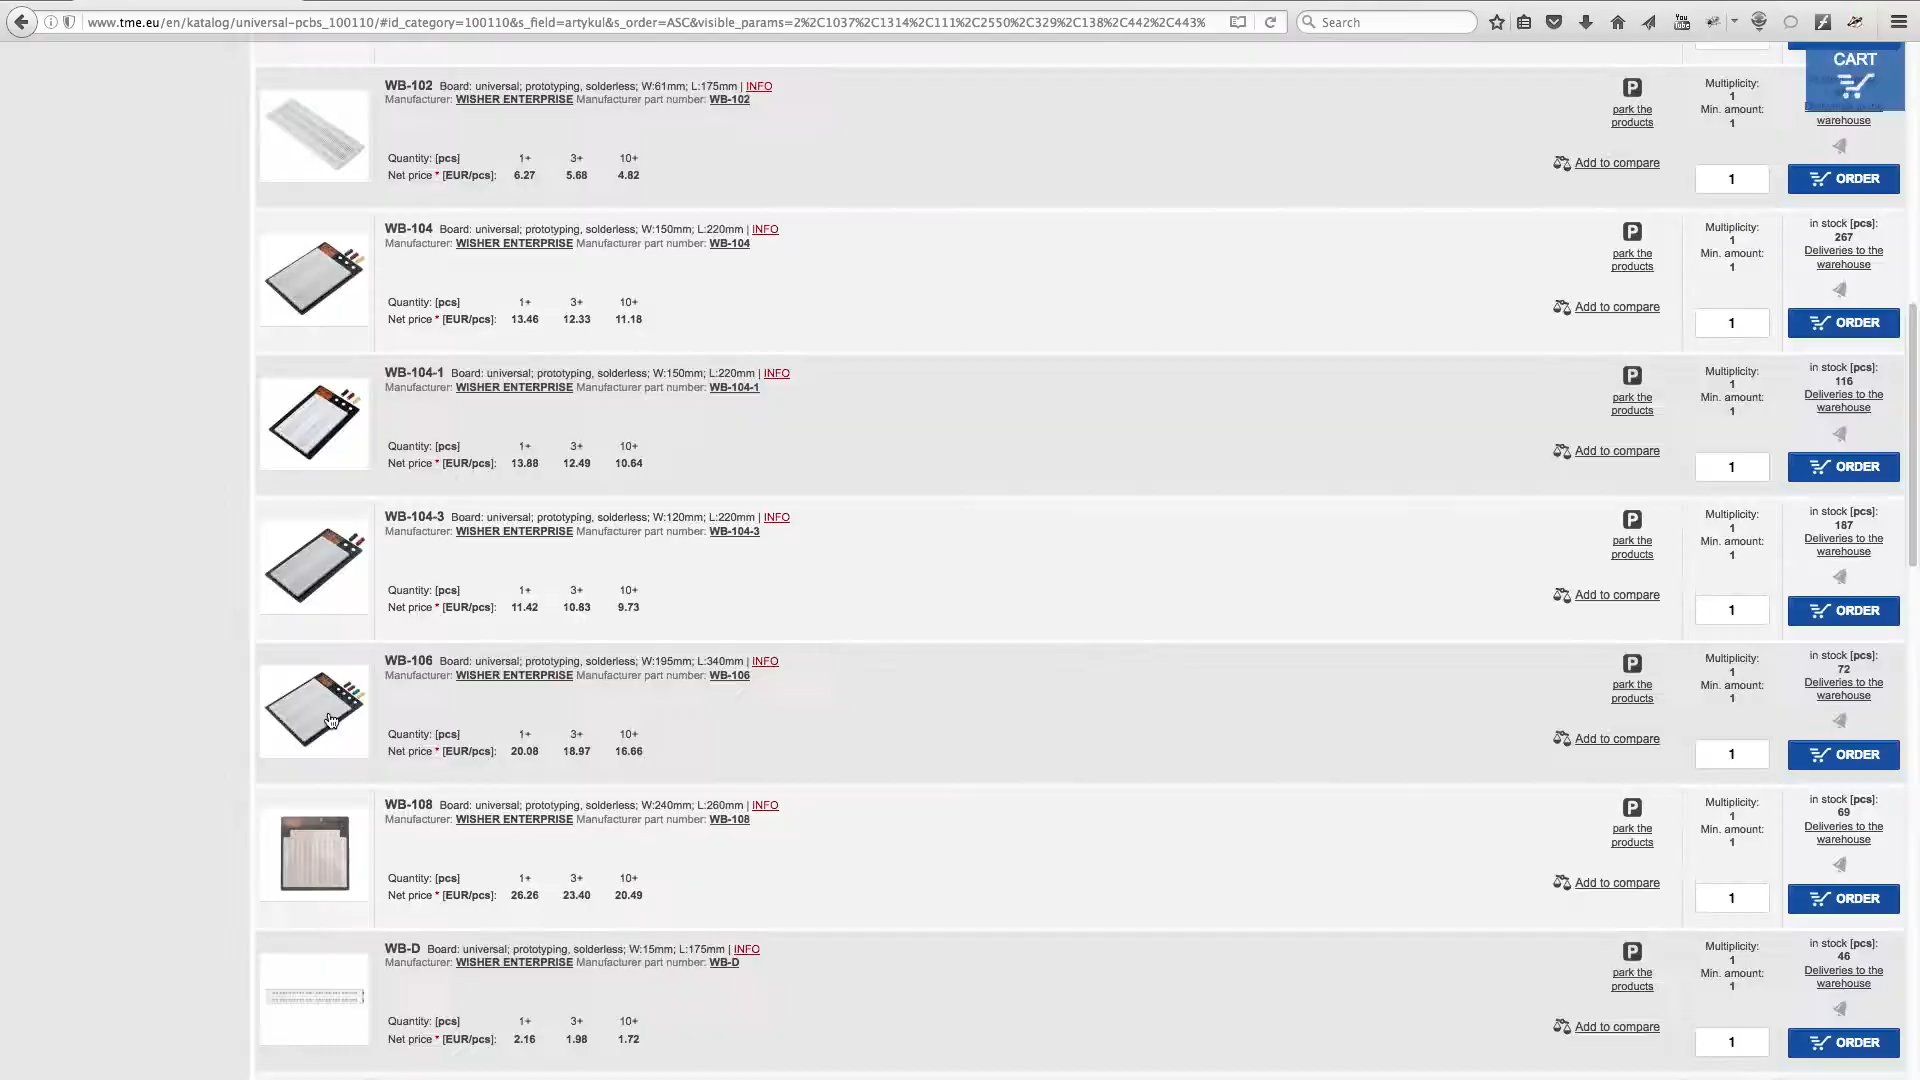 www.tme.eu/en/katalog/universal-pcbs_100110/#id_category=100110&s_field=artykul&s_order=ASC&visible_params=2%2C1037%2C1314%2C111%2C2550%2C329%2C138%2C442%2C443%
Search
You
Tube
CART
WB-102 Board: universal; prototyping, solderless; W:61mm; L:175mm | INFO
Manufacturer: WISHER ENTERPRISE Manufacturer part number: WB-102
Quantity: [pcs] 1+ 3+ 10+
Net price * [EUR/pcs]: 6.27 5.68 4.82
P
park the
products
Add to compare
Multiplicity:
1
Min. amount:
1
1
warehouse
ORDER
WB-104 Board: universal; prototyping, solderless; W:150mm; L:220mm | INFO
Manufacturer: WISHER ENTERPRISE Manufacturer part number: WB-104
Quantity: [pcs] 1+ 3+ 10+
Net price * [EUR/pcs]: 13.46 12.33 11.18
P
park the
products
Add to compare
Multiplicity:
1
Min. amount:
1
1
in stock [pcs]:
267
Deliveries to the
warehouse
ORDER
WB-104-1 Board: universal; prototyping, solderless; W:150mm; L:220mm | INFO
Manufacturer: WISHER ENTERPRISE Manufacturer part number: WB-104-1
Quantity: [pcs] 1+ 3+ 10+
Net price * [EUR/pcs]: 13.88 12.49 10.64
P
park the
products
Add to compare
Multiplicity:
1
Min. amount:
1
1
in stock [pcs]:
116
Deliveries to the
warehouse
ORDER
WB-104-3 Board: universal; prototyping, solderless; W:120mm; L:220mm | INFO
Manufacturer: WISHER ENTERPRISE Manufacturer part number: WB-104-3
Quantity: [pcs] 1+ 3+ 10+
Net price * [EUR/pcs]: 11.42 10.83 9.73
P
park the
products
Add to compare
Multiplicity:
1
Min. amount:
1
1
in stock [pcs]:
187
Deliveries to the
warehouse
ORDER
WB-106 Board: universal; prototyping, solderless; W:195mm; L:340mm | INFO
Manufacturer: WISHER ENTERPRISE Manufacturer part number: WB-106
Quantity: [pcs] 1+ 3+ 10+
Net price * [EUR/pcs]: 20.08 18.97 16.66
P
park the
products
Add to compare
Multiplicity:
1
Min. amount:
1
1
in stock [pcs]:
72
Deliveries to the
warehouse
ORDER
WB-108 Board: universal; prototyping, solderless; W:240mm; L:260mm | INFO
Manufacturer: WISHER ENTERPRISE Manufacturer part number: WB-108
Quantity: [pcs] 1+ 3+ 10+
Net price * [EUR/pcs]: 26.26 23.40 20.49
P
park the
products
Add to compare
Multiplicity:
1
Min. amount:
1
1
in stock [pcs]:
69
Deliveries to the
warehouse
ORDER
WB-D Board: universal; prototyping, solderless; W:15mm; L:175mm | INFO
Manufacturer: WISHER ENTERPRISE Manufacturer part number: WB-D
Quantity: [pcs] 1+ 3+ 10+
Net price * [EUR/pcs]: 2.16 1.98 1.72
P
park the
products
Add to compare
Multiplicity:
1
Min. amount:
1
1
in stock [pcs]:
46
Deliveries to the
warehouse
ORDER